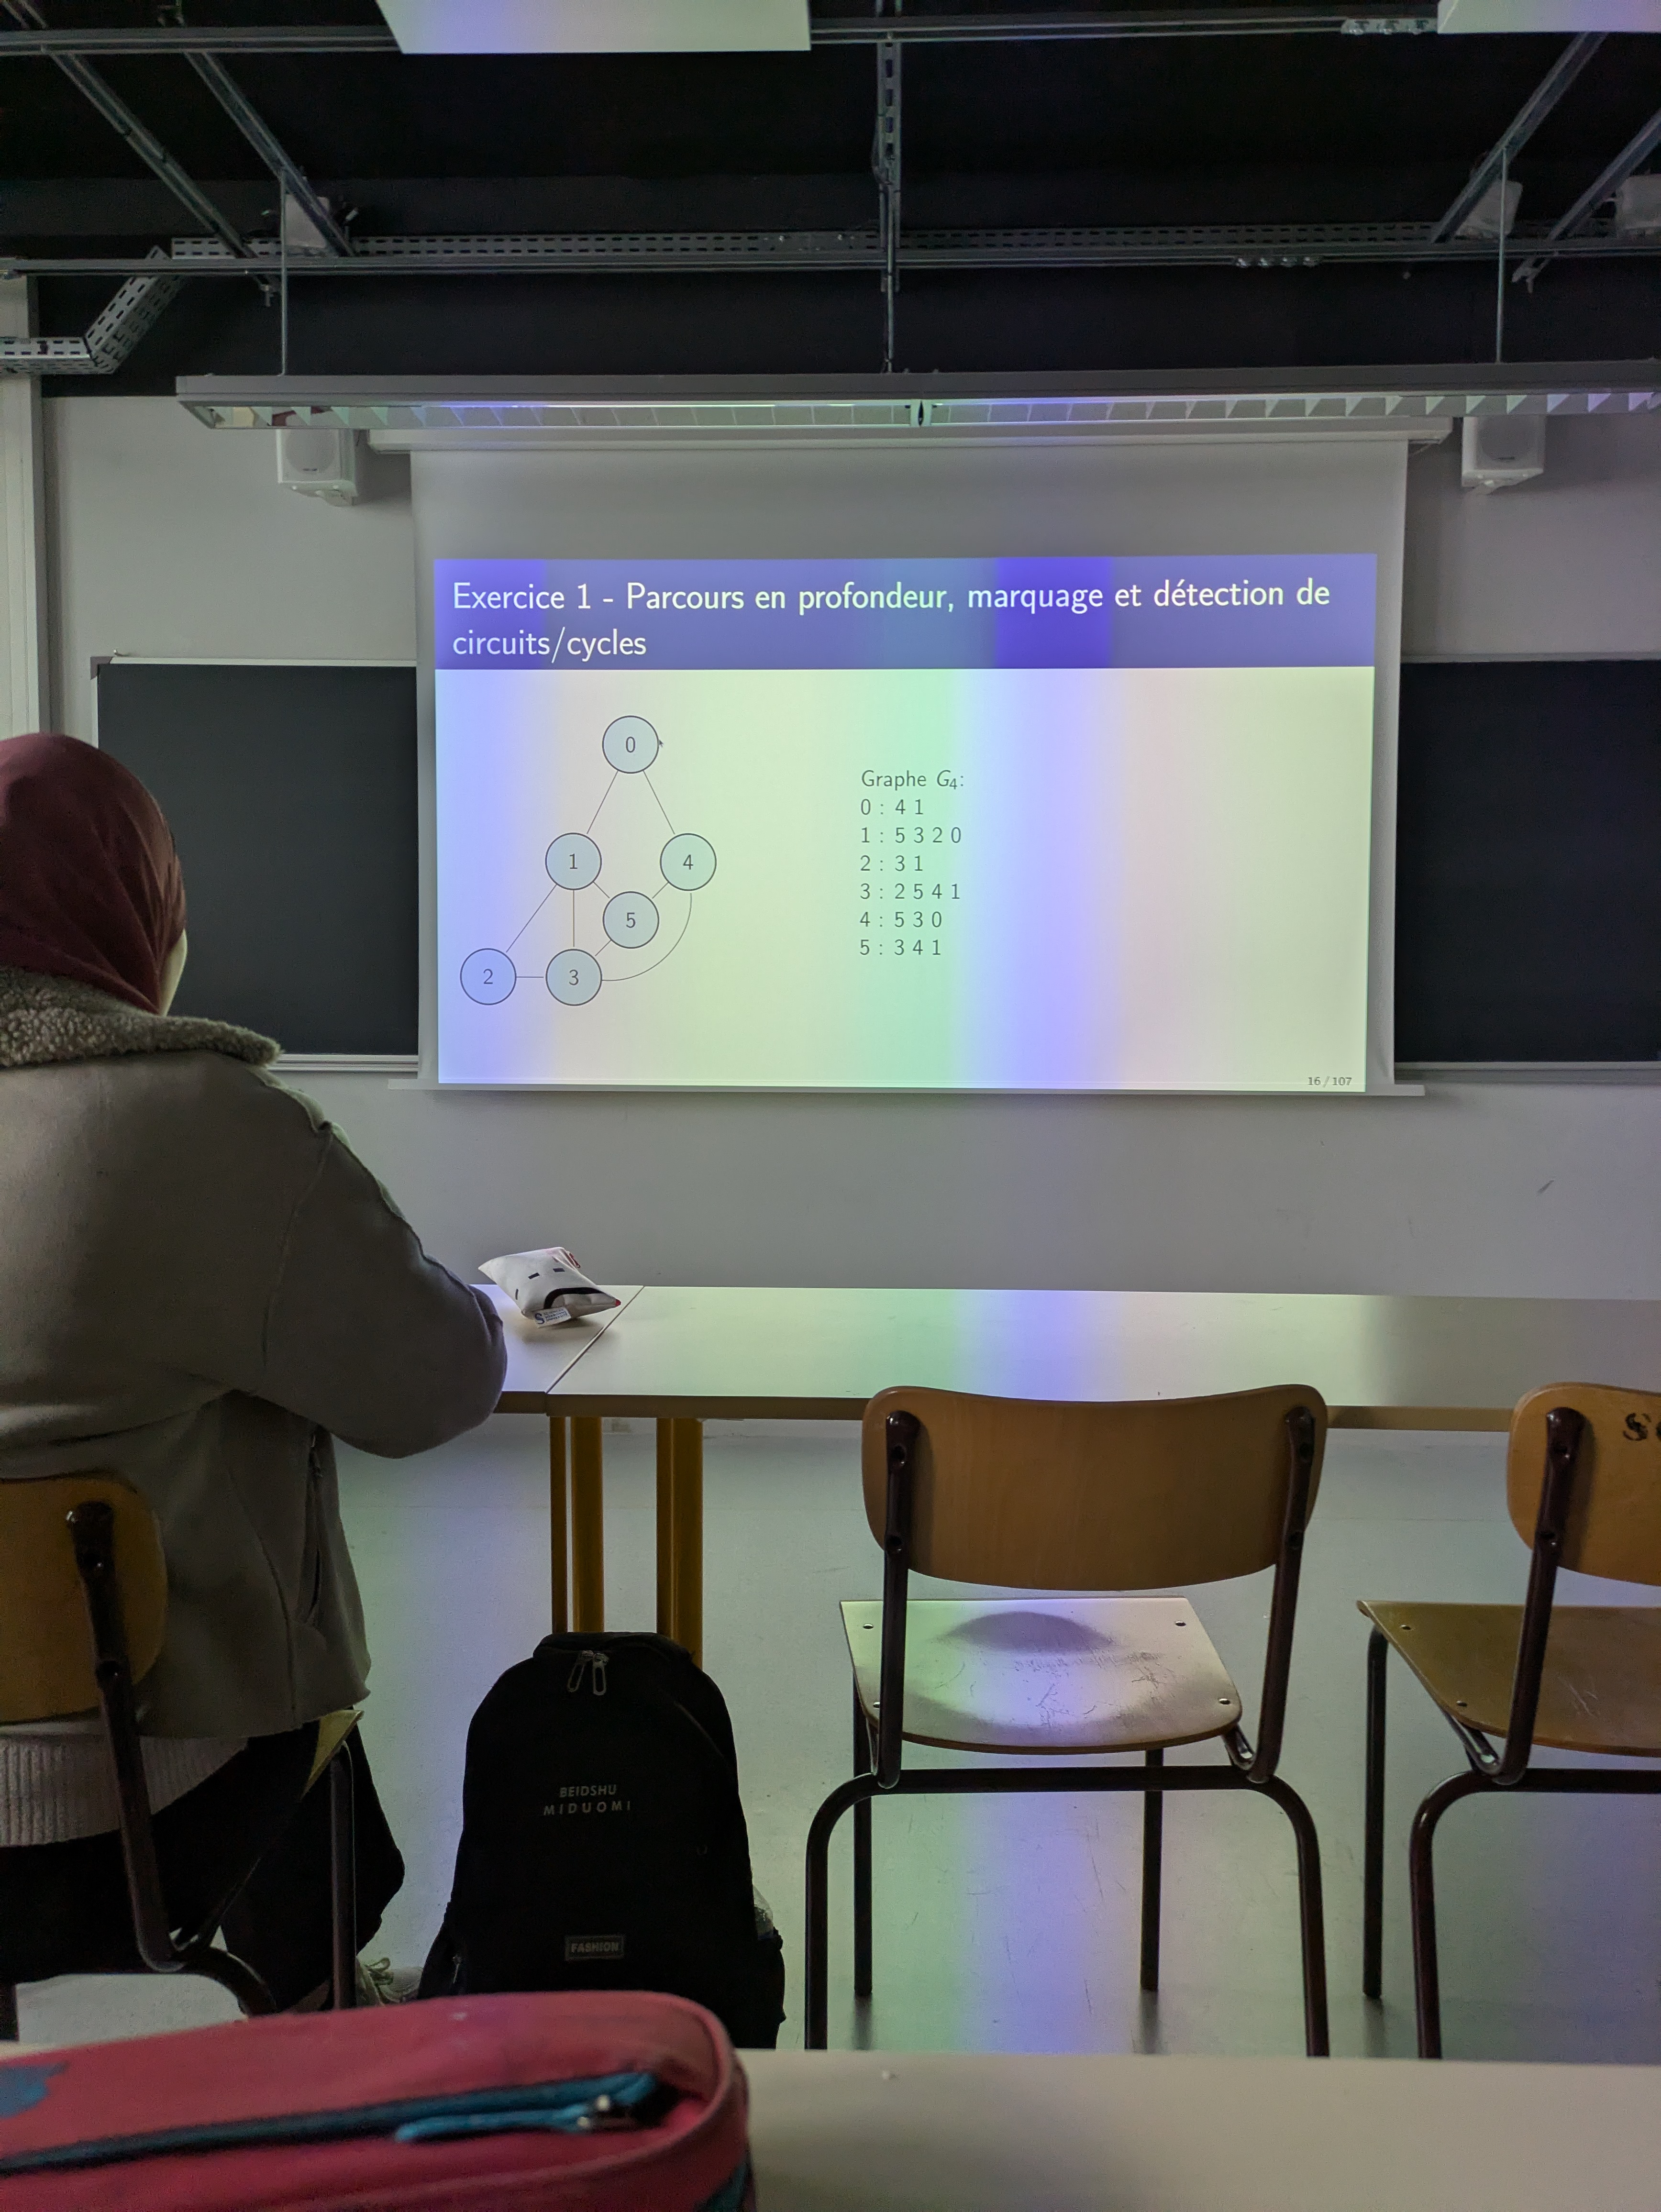 Exercice 1 - Parcours en profondeur, marquage et détection de
circuits/cycles
0
1
4
5
2
3
Graphe G₄:
0 : 4 1
1 : 5 3 2 0
2 : 3 1
3 : 2 5 4 1
4 : 5 3 0
5 : 3 4 1
16 / 107
BEIDSHU
MIDUOMI
FASHION